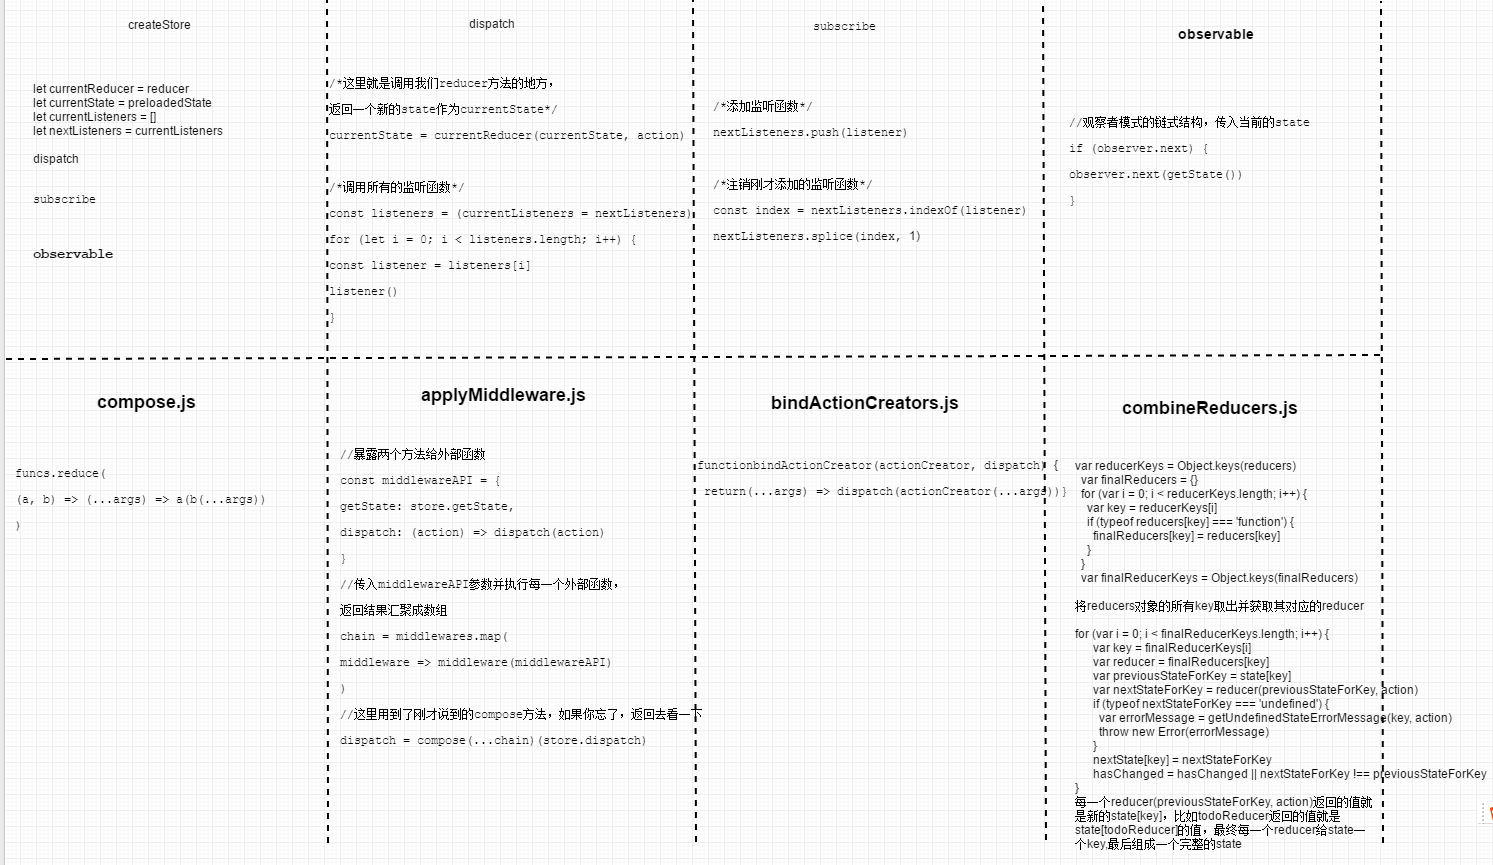 createStore
let currentReducer = reducer
let currentState = preloadedState
let currentListeners = []
let nextListeners = currentListeners
dispatch
subscribe
observable
dispatch
/*这里就是调用我们reducer方法的地方，
返回一个新的state作为currentState*/
currentState = currentReducer(currentState, action)
/*调用所有的监听函数*/
const listeners = (currentListeners = nextListeners)
for (let i = 0; i < listeners.length; i++) {
const listener = listeners[i]
listener()
}
subscribe
/*添加监听函数*/
nextListeners.push(listener)
/*注销刚才添加的监听函数*/
const index = nextListeners.indexOf(listener)
nextListeners.splice(index, 1)
observable
//观察者模式的链式结构，传入当前的state
if (observer.next) {
observer.next(getState())
}
compose.js
funcs.reduce(
(a, b) => (...args) => a(b(...args))
)
applyMiddleware.js
//暴露两个方法给外部函数
const middlewareAPI = {
getState: store.getState,
dispatch: (action) => dispatch(action)
}
//传入middlewareAPI参数并执行每一个外部函数，
返回结果汇聚成数组
chain = middlewares.map(
middleware => middleware(middlewareAPI)
)
//这里用到了刚才说到的compose方法，如果你忘了，返回去看一下
dispatch = compose(...chain)(store.dispatch)
bindActionCreators.js
functionbindActionCreator(actionCreator, dispatch) {
return(...args) => dispatch(actionCreator(...args))}
combineReducers.js
var reducerKeys = Object.keys(reducers)
var finalReducers = {}
for (var i = 0; i < reducerKeys.length; i++) {
var key = reducerKeys[i]
if (typeof reducers[key] === 'function') {
finalReducers[key] = reducers[key]
}
}
var finalReducerKeys = Object.keys(finalReducers)
将reducers对象的所有key取出并获取其对应的reducer
for (var i = 0; i < finalReducerKeys.length; i++) {
var key = finalReducerKeys[i]
var reducer = finalReducers[key]
var previousStateForKey = state[key]
var nextStateForKey = reducer(previousStateForKey, action)
if (typeof nextStateForKey === 'undefined') {
var errorMessage = getUndefinedStateErrorMessage(key, action)
throw new Error(errorMessage)
}
nextState[key] = nextStateForKey
hasChanged = hasChanged || nextStateForKey !== previousStateForKey
}
每一个reducer(previousStateForKey, action)返回的值就
是新的state[key]，比如todoReducer返回的值就是
state[todoReducer]的值，最终每一个reducer给state一
个key,最后组成一个完整的state